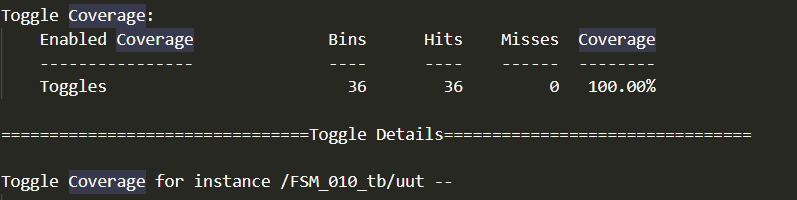 Toggle Coverage:
    Enabled Coverage              Bins      Hits    Misses  Coverage
    ----------------              ----      ----    ------  --------
    Toggles                         36        36         0   100.00%
================================Toggle Details================================
Toggle Coverage for instance /FSM_010_tb/uut --